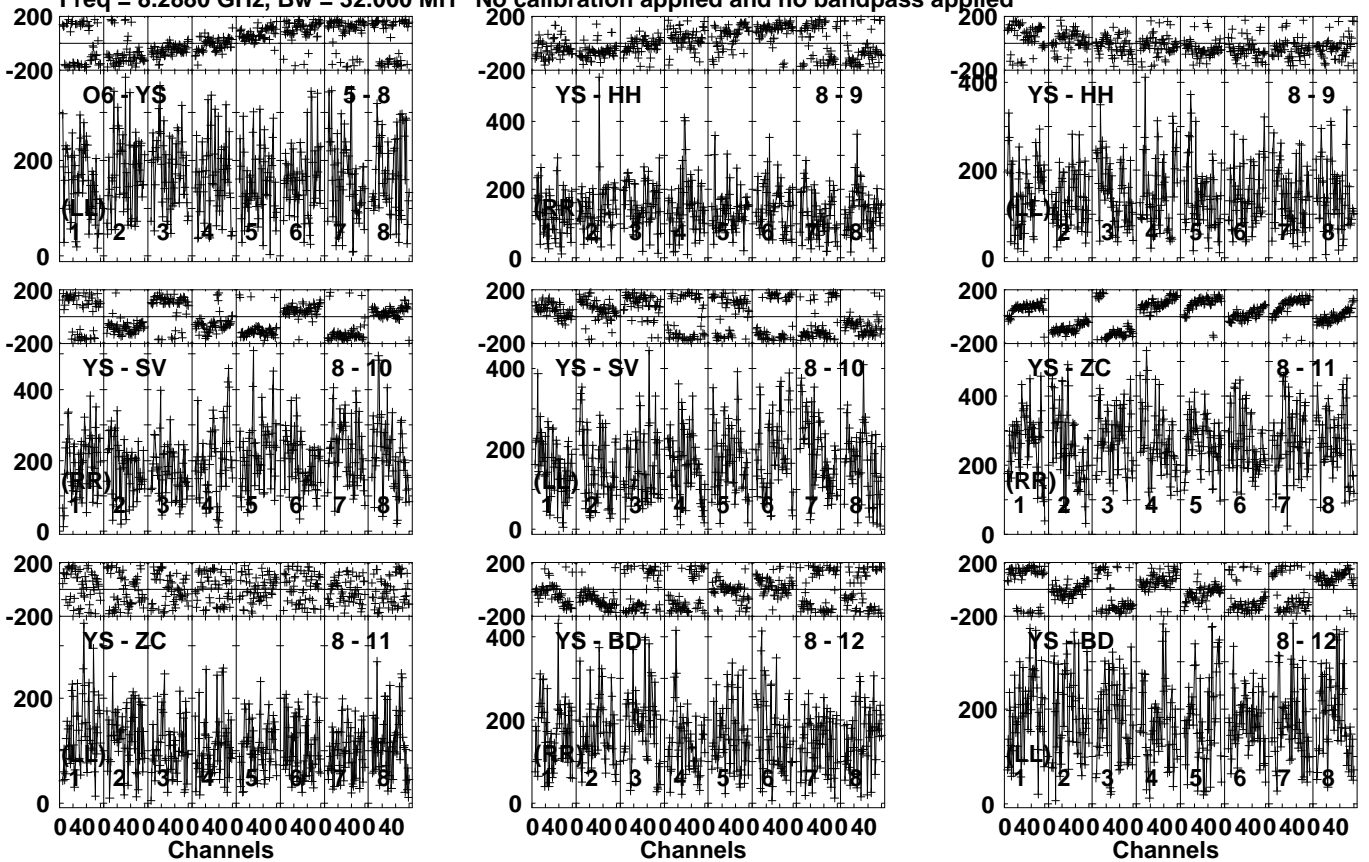 Freq = 8.2880 GHz, Bw = 32.000 MH No calibration applied and no bandpass applied
200 200 200
-200 -200 -200
O6 - YS 5 - 8 YS - HH 8 - 9 YS - HH 8 - 9
400 400
200 200 200
(LL) (RR) (LL)
1 2 3 4 5 6 7 8 1 2 3 4 5 6 7 8 1 2 3 4 5 6 7 8
0 0 0
200 200 200
-200 -200 -200
YS - SV 8 - 10 YS - SV 8 - 10 YS - ZC 8 - 11
400 400 400
200 200 200
(RR) (LL) (RR)
1 2 3 4 5 6 7 8 1 2 3 4 5 6 7 8 1 2 3 4 5 6 7 8
0 0 0
200 200 200
-200 -200 -200
YS - ZC 8 - 11 YS - BD 8 - 12 YS - BD 8 - 12
400
200 200 200
(LL) (RR) (LL)
1 2 3 4 5 6 7 8 1 2 3 4 5 6 7 8 1 2 3 4 5 6 7 8
0 0 0
0 40 0 40 0 40 0 40 0 40 0 40 0 40 0 40 0 40 0 40 0 40 0 40 0 40 0 40 0 40 0 40 0 40 0 40 0 40 0 40 0 40 0 40 0 40 0 40
Channels Channels Channels